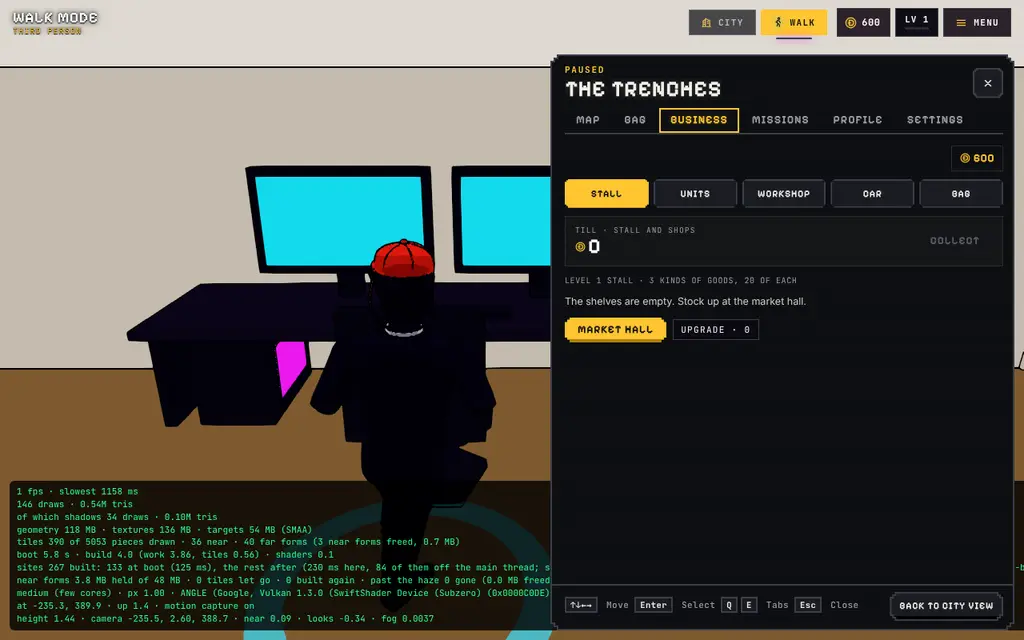 WALK MODE
THIRD PERSON
CITY
WALK
600
LV 1
MENU
PAUSED
THE TRENCHES
MAP
BAG
BUSINESS
MISSIONS
PROFILE
SETTINGS
600
STALL
UNITS
WORKSHOP
CAR
BAG
TILL · STALL AND SHOPS
0
COLLECT
LEVEL 1 STALL · 3 KINDS OF GOODS, 20 OF EACH
The shelves are empty. Stock up at the market hall.
MARKET HALL
UPGRADE · 0
1 fps · slowest 1158 ms
146 draws · 0.54M tris
of which shadows 34 draws · 0.10M tris
geometry 118 MB · textures 136 MB · targets 54 MB (SMAA)
tiles 390 of 5053 pieces drawn · 36 near · 40 far forms (3 near forms freed, 0.7 MB)
boot 5.8 s · build 4.0 (work 3.86, tiles 0.56) · shaders 0.1
sites 267 built: 133 at boot (125 ms), the rest after (230 ms here, 84 of them off the main thread; s
near forms 3.8 MB held of 48 MB · 0 tiles let go · 0 built again · past the haze 0 gone (0.0 MB freed
medium (few cores) · px 1.00 · ANGLE (Google, Vulkan 1.3.0 (SwiftShader Device (Subzero) (0x0000C0DE)
at -235.3, 389.9 · up 1.4 · motion capture on
height 1.44 · camera -235.5, 2.60, 388.7 · near 0.09 · looks -0.34 · fog 0.0037
↑↓←→ Move Enter Select Q E Tabs Esc Close
BACK TO CITY VIEW